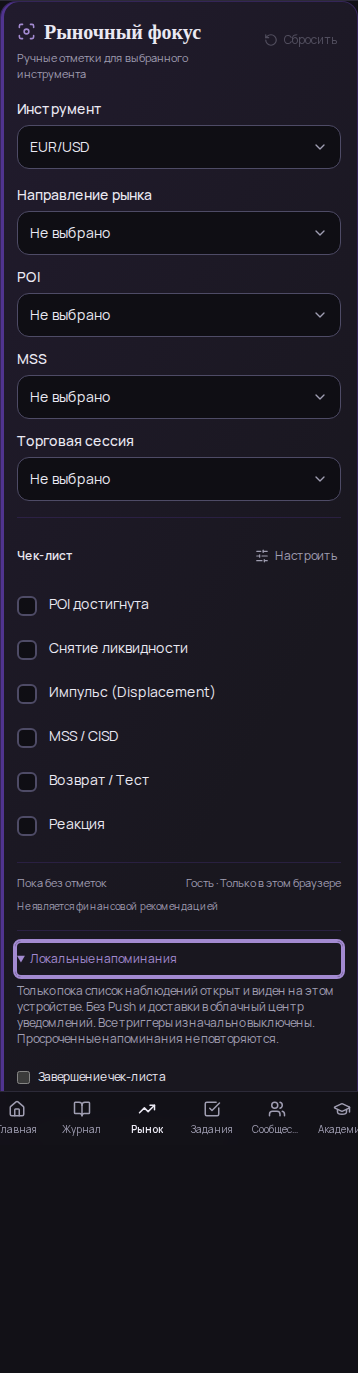 Рыночный фокус
Сбросить
Ручные отметки для выбранного
инструмента
Инструмент
EUR/USD
Направление рынка
Не выбрано
POI
Не выбрано
MSS
Не выбрано
Торговая сессия
Не выбрано
Чек-лист
Настроить
POI достигнута
Снятие ликвидности
Импульс (Displacement)
MSS / CISD
Возврат / Тест
Реакция
Пока без отметок
Гость · Только в этом браузере
Не является финансовой рекомендацией
Локальные напоминания
Только пока список наблюдений открыт и виден на этом
устройстве. Без Push и доставки в облачный центр
уведомлений. Все триггеры изначально выключены.
Просроченные напоминания не повторяются.
Завершение чек-листа
Главная Журнал Рынок Задания Сообщес... Академи